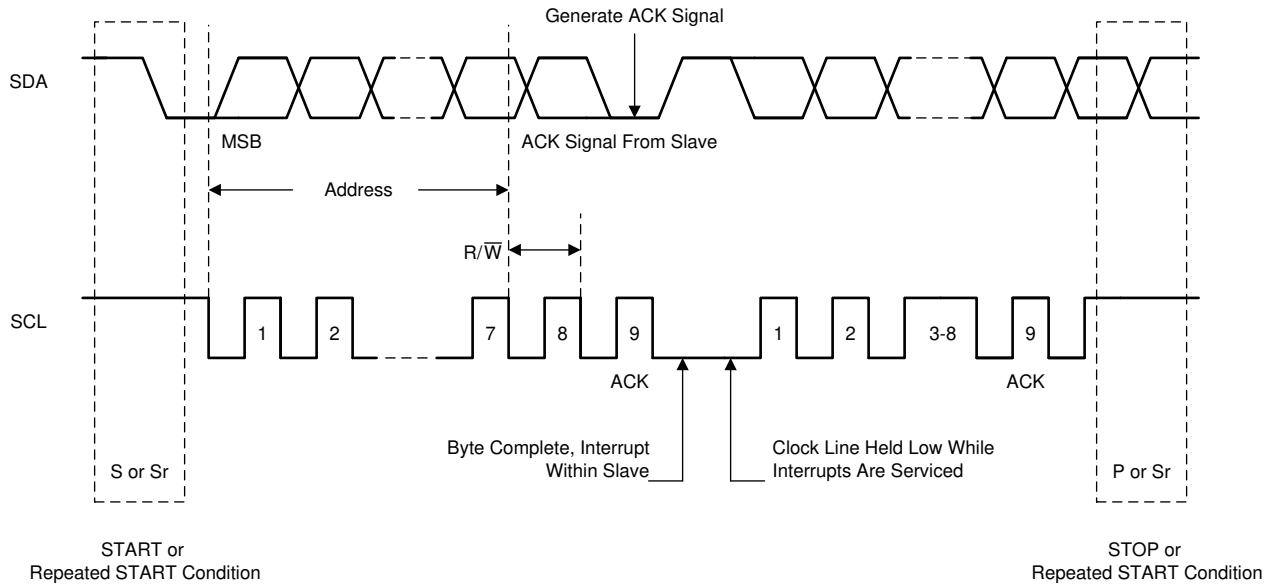 Generate ACK Signal
SDA
MSB
ACK Signal From Slave
Address
R/W̅
SCL
1
2
7
8
9
1
2
3-8
9
ACK
ACK
Byte Complete, Interrupt
Within Slave
Clock Line Held Low While
Interrupts Are Serviced
S or Sr
P or Sr
START or
Repeated START Condition
STOP or
Repeated START Condition